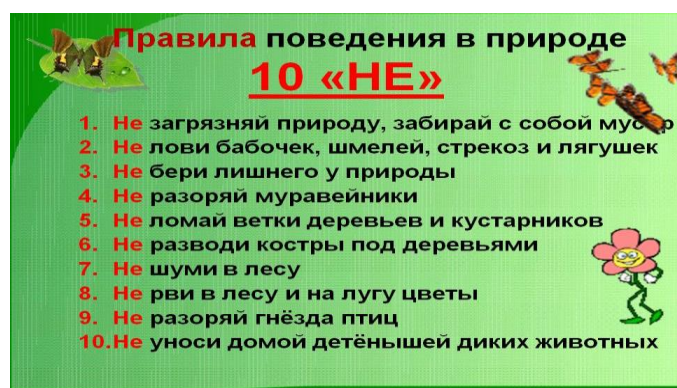 Правила поведения в природе
10 «НЕ»
1. Не загрязняй природу, забирай с собой мусор
2. Не лови бабочек, шмелей, стрекоз и лягушек
3. Не бери лишнего у природы
4. Не разоряй муравейники
5. Не ломай ветки деревьев и кустарников
6. Не разводи костры под деревьями
7. Не шуми в лесу
8. Не рви в лесу и на лугу цветы
9. Не разоряй гнёзда птиц
10.Не уноси домой детёнышей диких животных